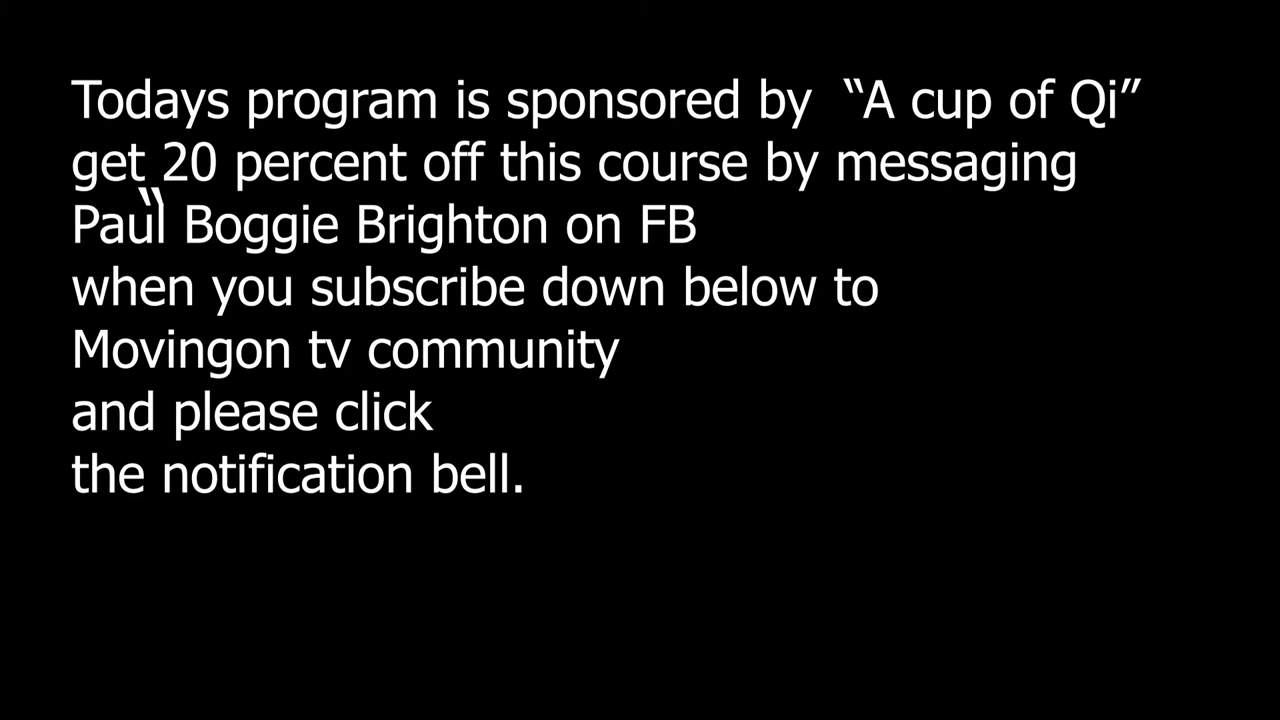 Todays program is sponsored by “A cup of Qi”
get 20 percent off this course by messaging
“
Paul Boggie Brighton on FB
when you subscribe down below to
Movingon tv community
and please click
the notification bell.